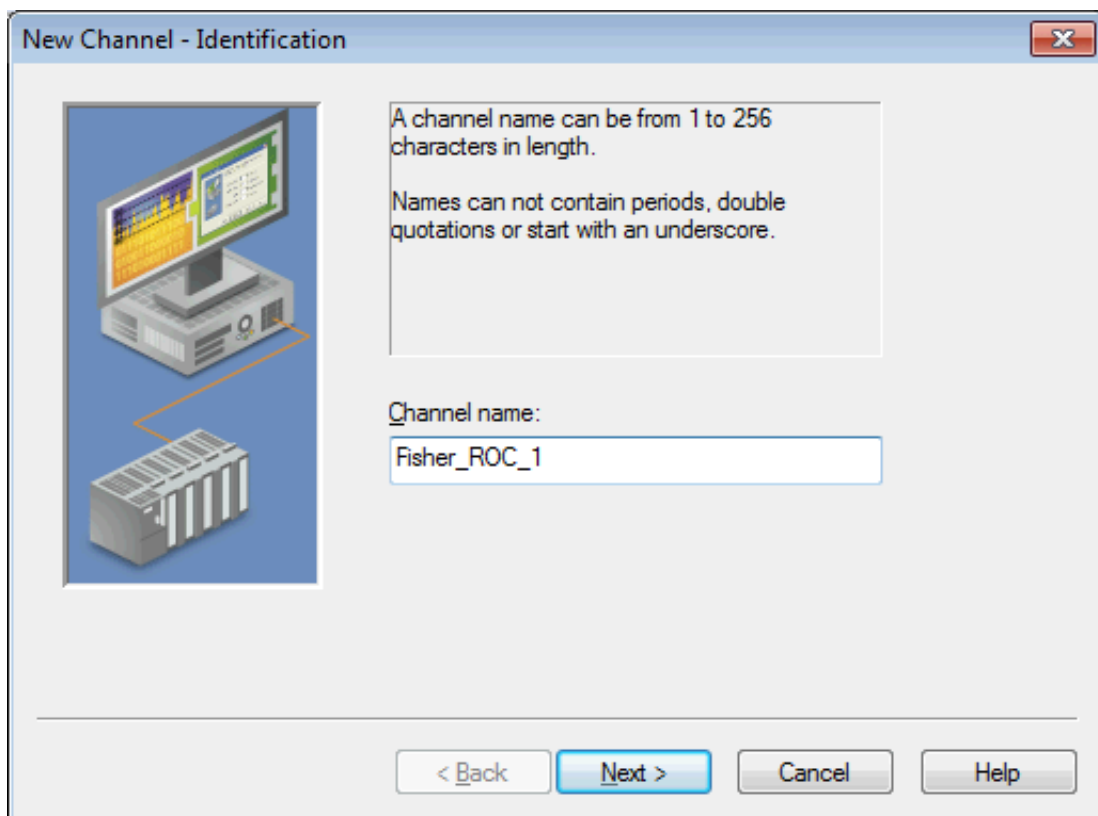 New Channel - Identification
A channel name can be from 1 to 256
characters in length.
Names can not contain periods, double
quotations or start with an underscore.
Channel name:
Fisher_ROC_1
< Back
Next >
Cancel
Help